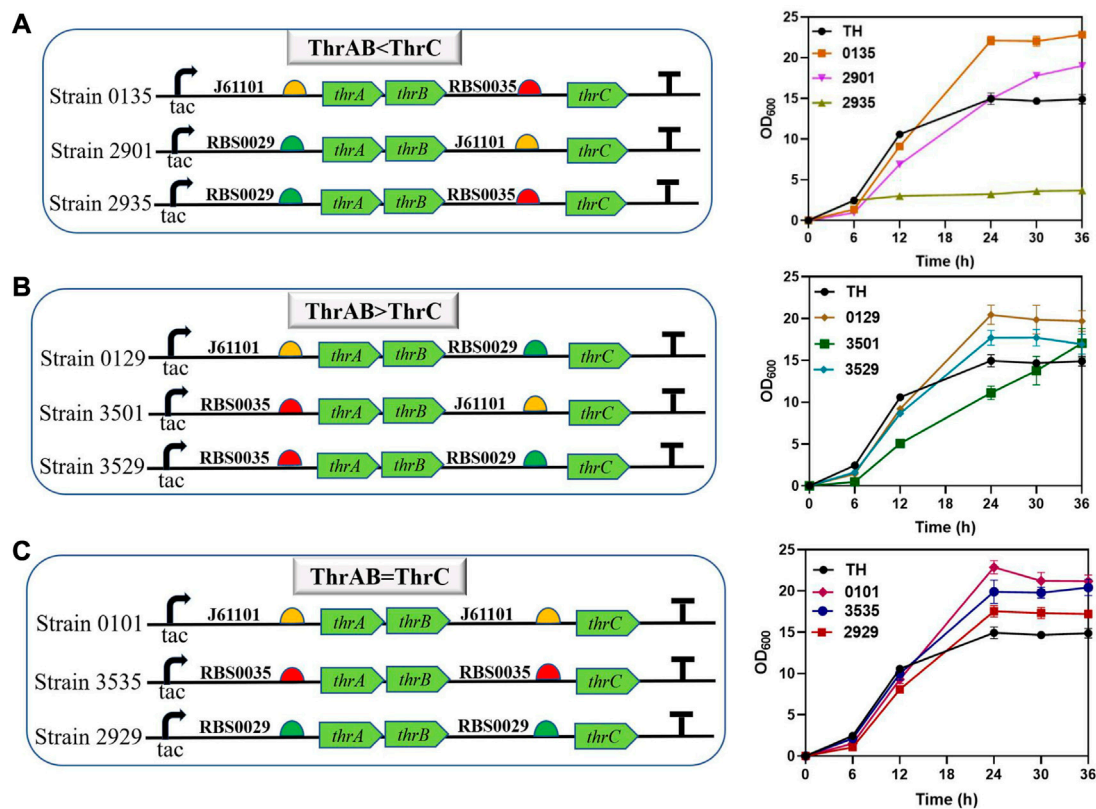 A
ThrAB<ThrC
Strain 0135
tac
J61101
thrA
thrB
RBS0035
thrC
Strain 2901
tac
RBS0029
thrA
thrB
J61101
thrC
Strain 2935
tac
RBS0029
thrA
thrB
RBS0035
thrC
25
20
15
10
5
0
OD600
TH
0135
2901
2935
0 6 12 18 24 30 36
Time (h)
B
ThrAB>ThrC
Strain 0129
tac
J61101
thrA
thrB
RBS0029
thrC
Strain 3501
tac
RBS0035
thrA
thrB
J61101
thrC
Strain 3529
tac
RBS0035
thrA
thrB
RBS0029
thrC
25
20
15
10
5
0
OD600
TH
0129
3501
3529
0 6 12 18 24 30 36
Time (h)
C
ThrAB=ThrC
Strain 0101
tac
J61101
thrA
thrB
J61101
thrC
Strain 3535
tac
RBS0035
thrA
thrB
RBS0035
thrC
Strain 2929
tac
RBS0029
thrA
thrB
RBS0029
thrC
25
20
15
10
5
0
OD600
TH
0101
3535
2929
0 6 12 18 24 30 36
Time (h)